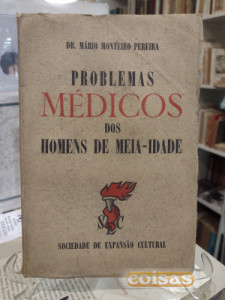 DR. MÁRIO MONTEIRO PEREIRA
PROBLEMAS
MÉDICOS
DOS
HOMENS DE MEIA-IDADE
SOCIEDADE DE EXPANSÃO CULTURAL
coisas